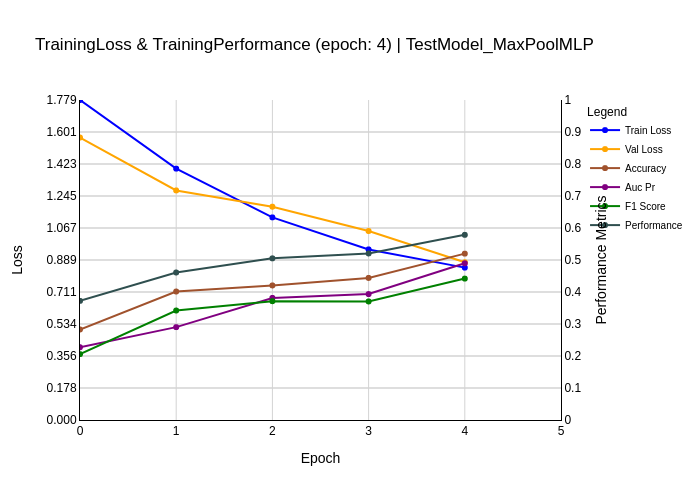 TrainingLoss & TrainingPerformance (epoch: 4) | TestModel_MaxPoolMLP
1.779
1.601
1.423
1.245
1.067
0.889
0.711
0.534
0.356
0.178
0.000
Loss
0 1 2 3 4 5
Epoch
1
0.9
0.8
0.7
0.6
0.5
0.4
0.3
0.2
0.1
0
Performance Metrics
Legend
Train Loss
Val Loss
Accuracy
Auc Pr
F1 Score
Performance